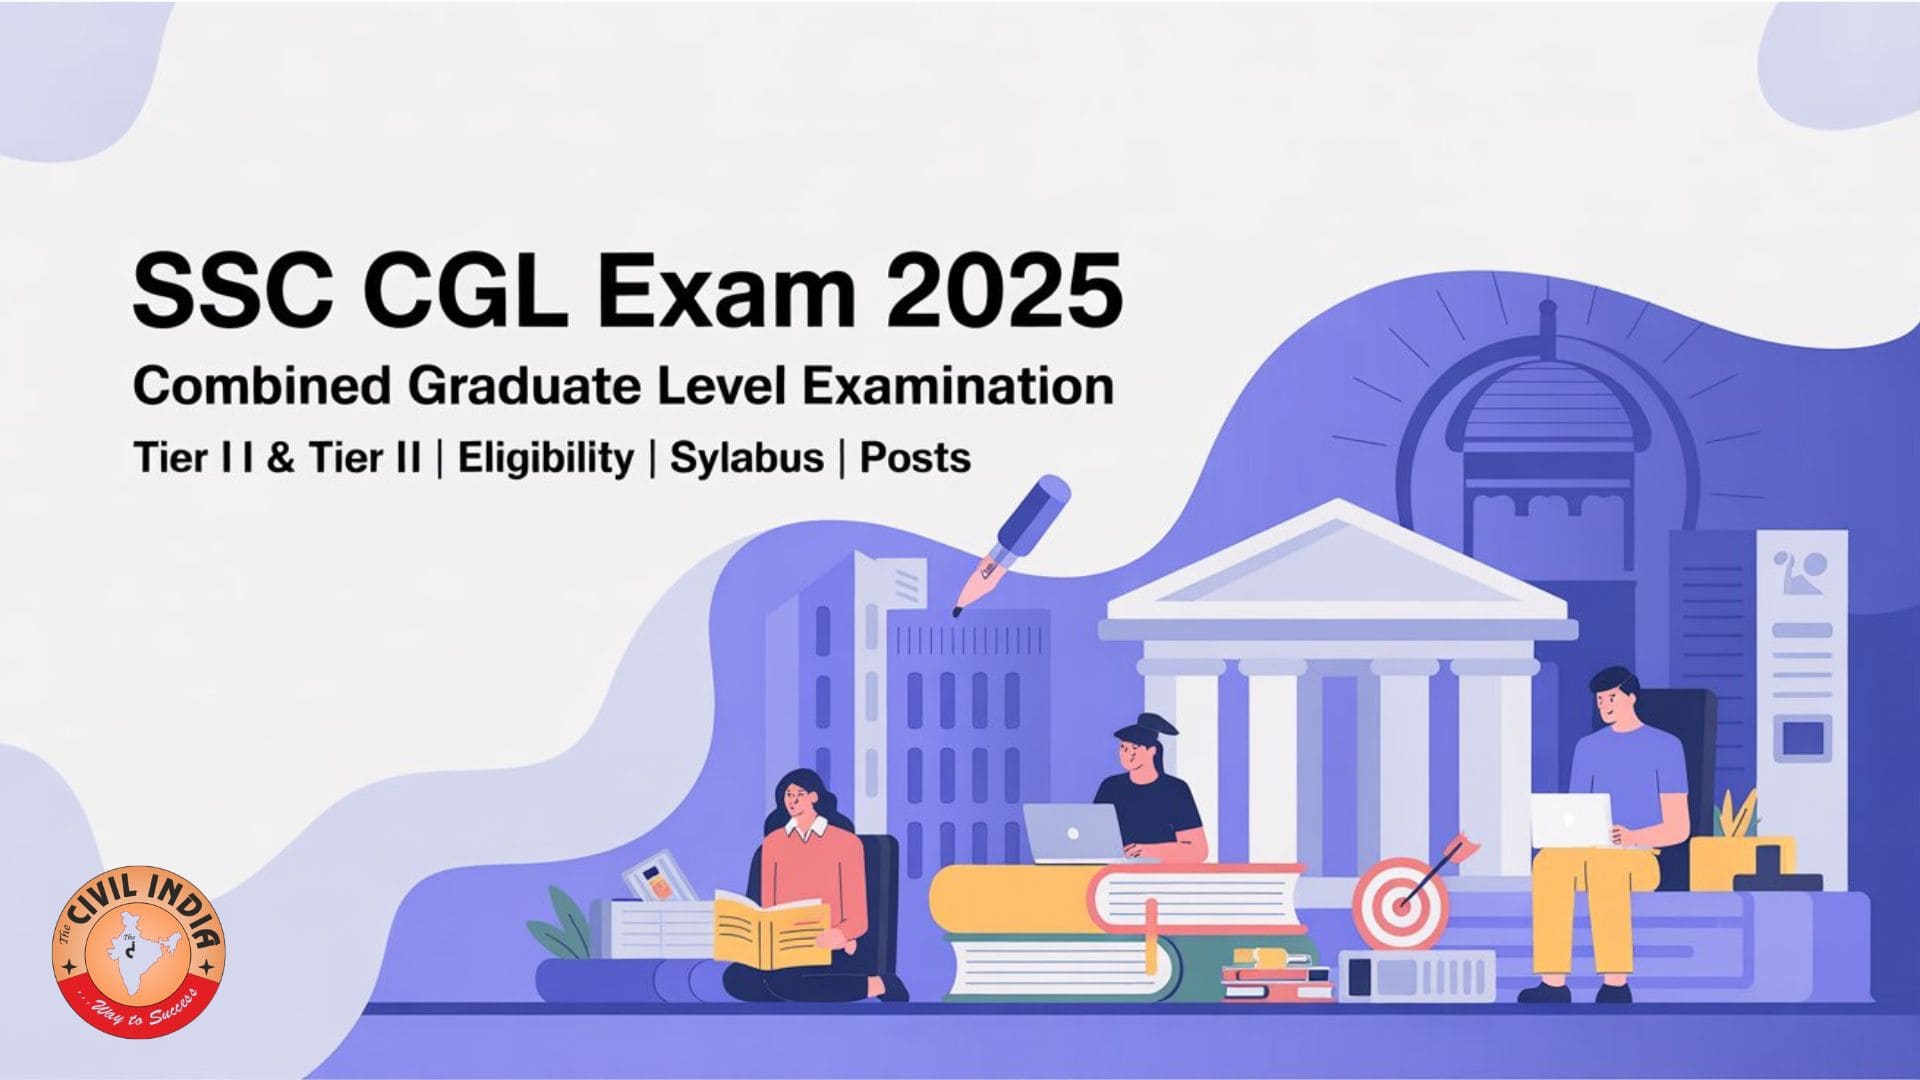 SSC CGL Exam 2025
Combined Graduate Level Examination
Tier I I & Tier II | Eligibility | Sylabus | Posts
The CIVIL INDIA
The
...Way to Success